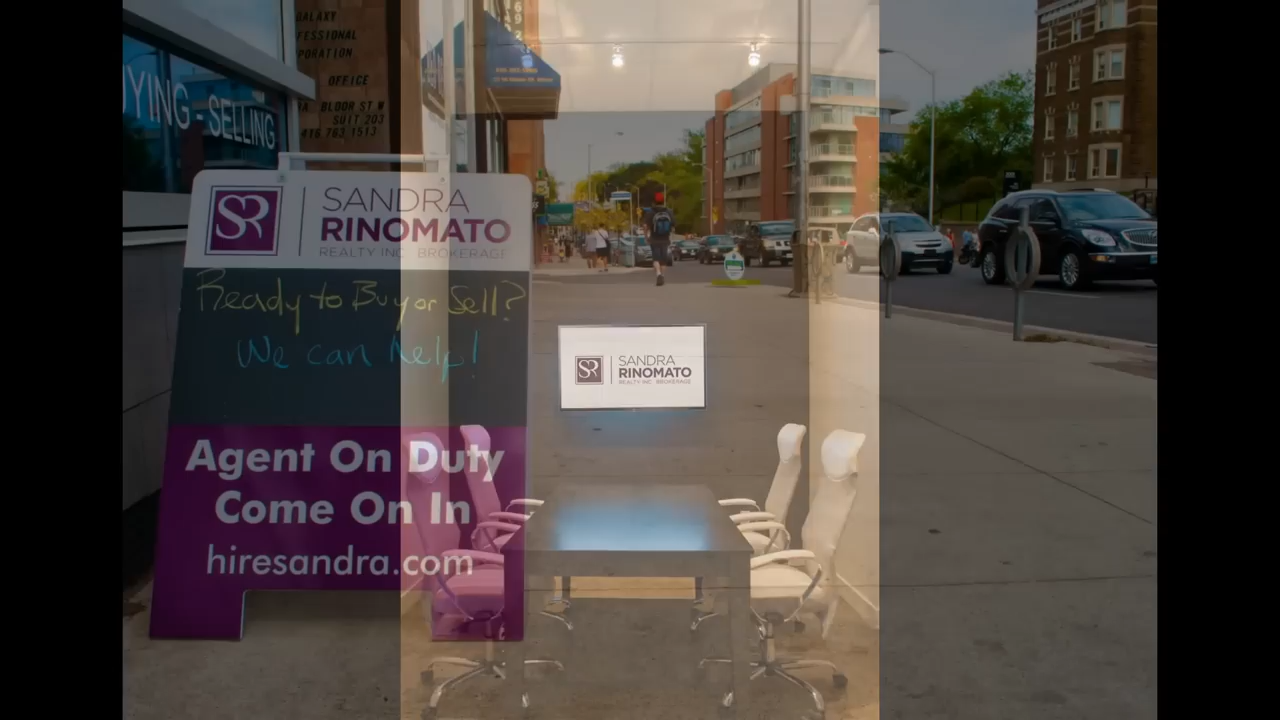 GALAXY
OFFICE
BLOOR ST W
SUIT 203
416 763 1513
YING - SELLING
SR
SANDRA
RINOMATO
REALTY INC BROKERAGE
Ready to Buy or Sell?
We can help!
Agent On Duty
Come On In
hiresandra.com
SR
SANDRA
RINOMATO
REALTY INC BROKERAGE